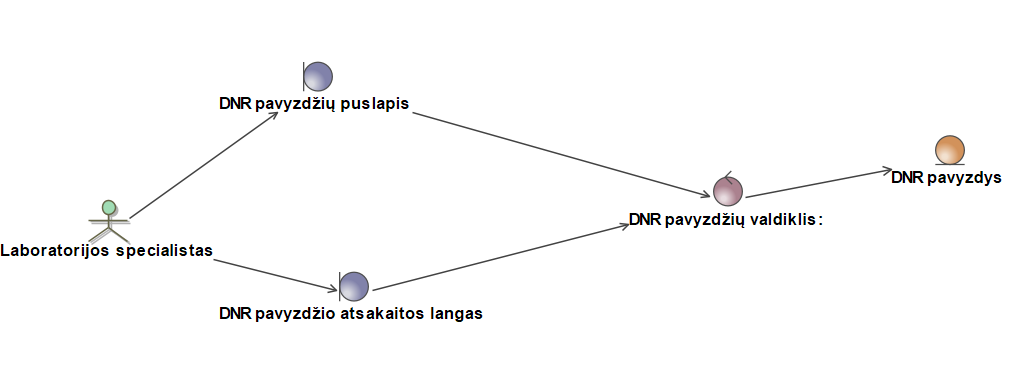 DNR pavyzdžių puslapis
DNR pavyzdys
DNR pavyzdžių valdiklis:
Laboratorijos specialistas
DNR pavyzdžio atsakaitos langas